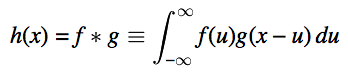 h(x) = f ∗ g ≡ ∫_{-∞}^{∞} f(u)g(x − u) du